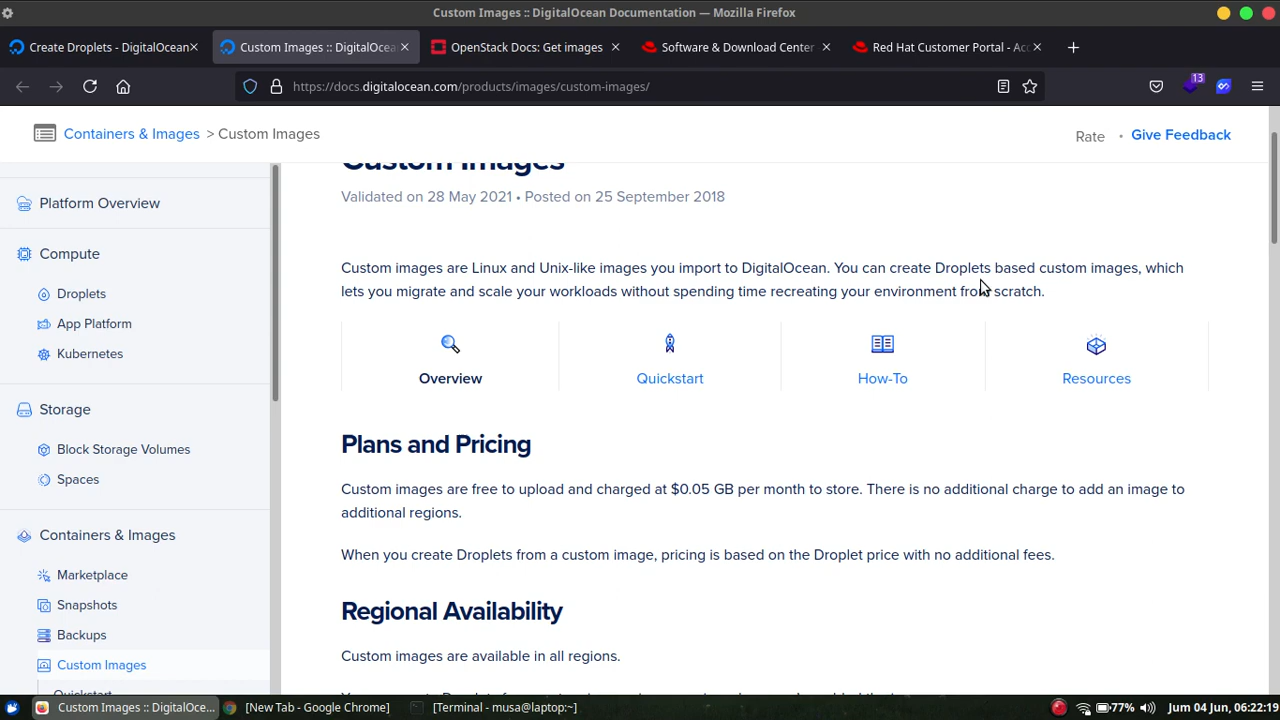 Custom Images :: DigitalOcean Documentation — Mozilla Firefox
Create Droplets - DigitalOcean
Custom Images :: DigitalOcea
OpenStack Docs: Get images
Software & Download Center
Red Hat Customer Portal - Acc
https://docs.digitalocean.com/products/images/custom-images/
13
Containers & Images > Custom Images
Rate • Give Feedback
Platform Overview
Compute
Droplets
App Platform
Kubernetes
Storage
Block Storage Volumes
Spaces
Containers & Images
Marketplace
Snapshots
Backups
Custom Images
Quickstart
Custom Images
Validated on 28 May 2021 • Posted on 25 September 2018
Custom images are Linux and Unix-like images you import to DigitalOcean. You can create Droplets based custom images, which
lets you migrate and scale your workloads without spending time recreating your environment from scratch.
Overview
Quickstart
How-To
Resources
Plans and Pricing
Custom images are free to upload and charged at $0.05 GB per month to store. There is no additional charge to add an image to
additional regions.
When you create Droplets from a custom image, pricing is based on the Droplet price with no additional fees.
Regional Availability
Custom images are available in all regions.
Custom Images :: DigitalOce...
[New Tab - Google Chrome]
[Terminal - musa@laptop:~]
77%
Jum 04 Jun, 06:22:19